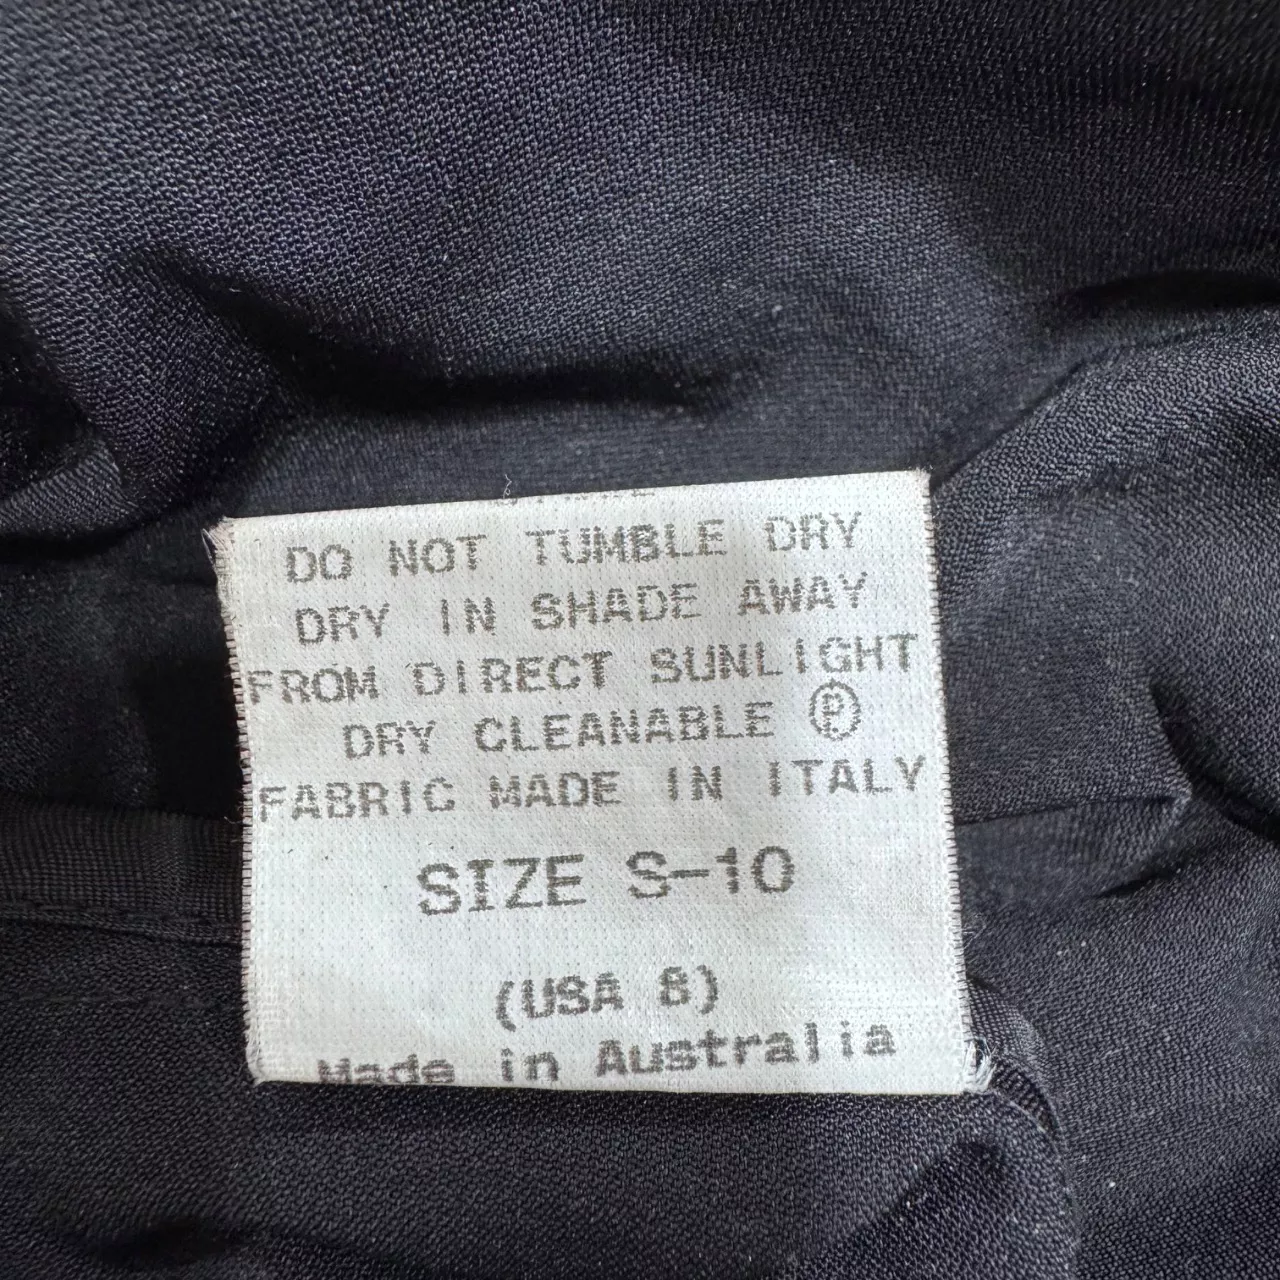 DO NOT TUMBLE DRY
DRY IN SHADE AWAY
FROM DIRECT SUNLIGHT
DRY CLEANABLE Ⓟ
FABRIC MADE IN ITALY
SIZE S-10
(USA 8)
Made in Australia